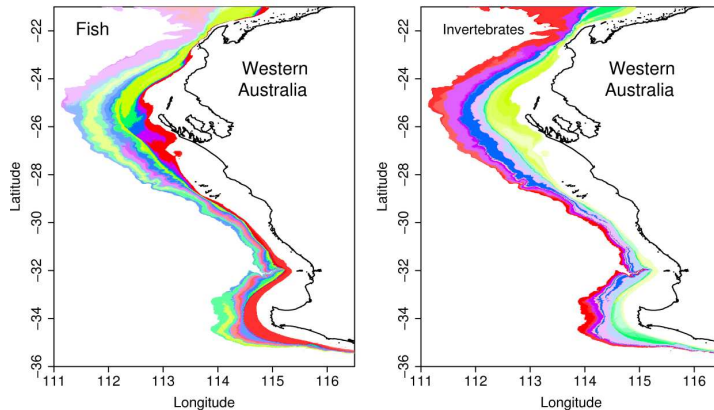 Fish
Western
Australia
Latitude
−22
−24
−26
−28
−30
−32
−34
−36
111
112
113
114
115
116
Longitude
Invertebrates
Western
Australia
Latitude
−22
−24
−26
−28
−30
−32
−34
−36
111
112
113
114
115
116
Longitude